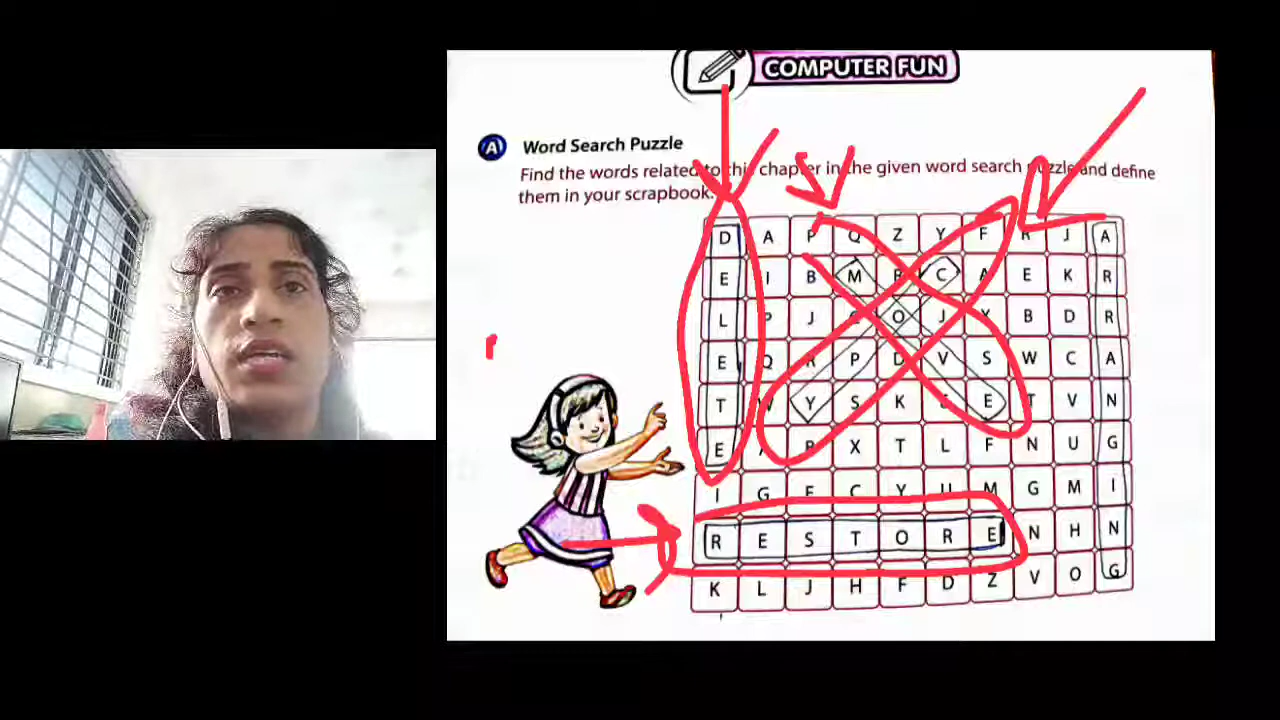 COMPUTER FUN
A Word Search Puzzle
Find the words related to this chapter in the given word search puzzle and define
them in your scrapbook.
D A P Q Z Y F R J A
E I B M C A E K R
L P J O J Y B D R
E Q R P D V S W C A
T Y S K E T V N
E X T L F N U G
I G E C Y U M G M I
R E S T O R E N H N
K L J H F D Z V O G